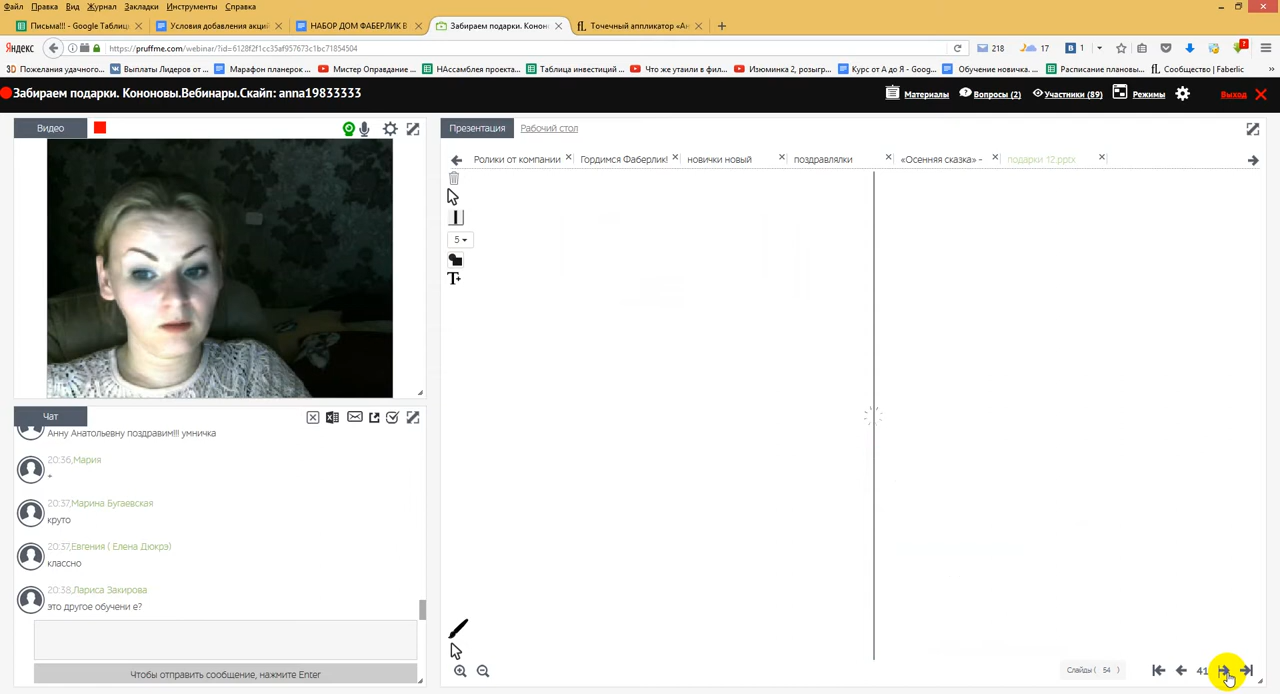 Файл Правка Вид Журнал Закладки Инструменты Справка
Письма!!! - Google Таблиц Условия добавления акций НАБОР ДОМ ФАБЕРЛИК В Забираем подарки. Конон Точечный аппликатор «Ан
Яндекс https://pruffme.com/webinar/?id=6128f2f1cc35af957673c1bc71854504 218 17 1 7
Пожелания удачного... Выплаты Лидеров от ... Марафон планерок ... Мистер Оправдание ... НАссамблея проекта... Таблица инвестиций ... Что же утаили в фил... Изюминка 2, розыгр... Курс от А до Я - Goog... Обучение новичка. ... Расписание плановы... Сообщество | Faberlic
Забираем подарки. Кононовы.Вебинары.Скайп: anna19833333 Материалы Вопросы (2) Участники (89) Режимы Выход
Видео
Презентация Рабочий стол
Ролики от компании Гордимся Фаберлик! новички новый поздравлялки «Осенняя сказка» - подарки 12.pptx
5
T+
Чат
Анну Анатольевну поздравим!!! умничка
20:36,Мария
+
20:37,Марина Бугаевская
круто
20:37,Евгения ( Елена Дюкрэ)
классно
20:38,Лариса Закирова
это другое обучени е?
Чтобы отправить сообщение, нажмите Enter
Слайды ( 54 ) 41